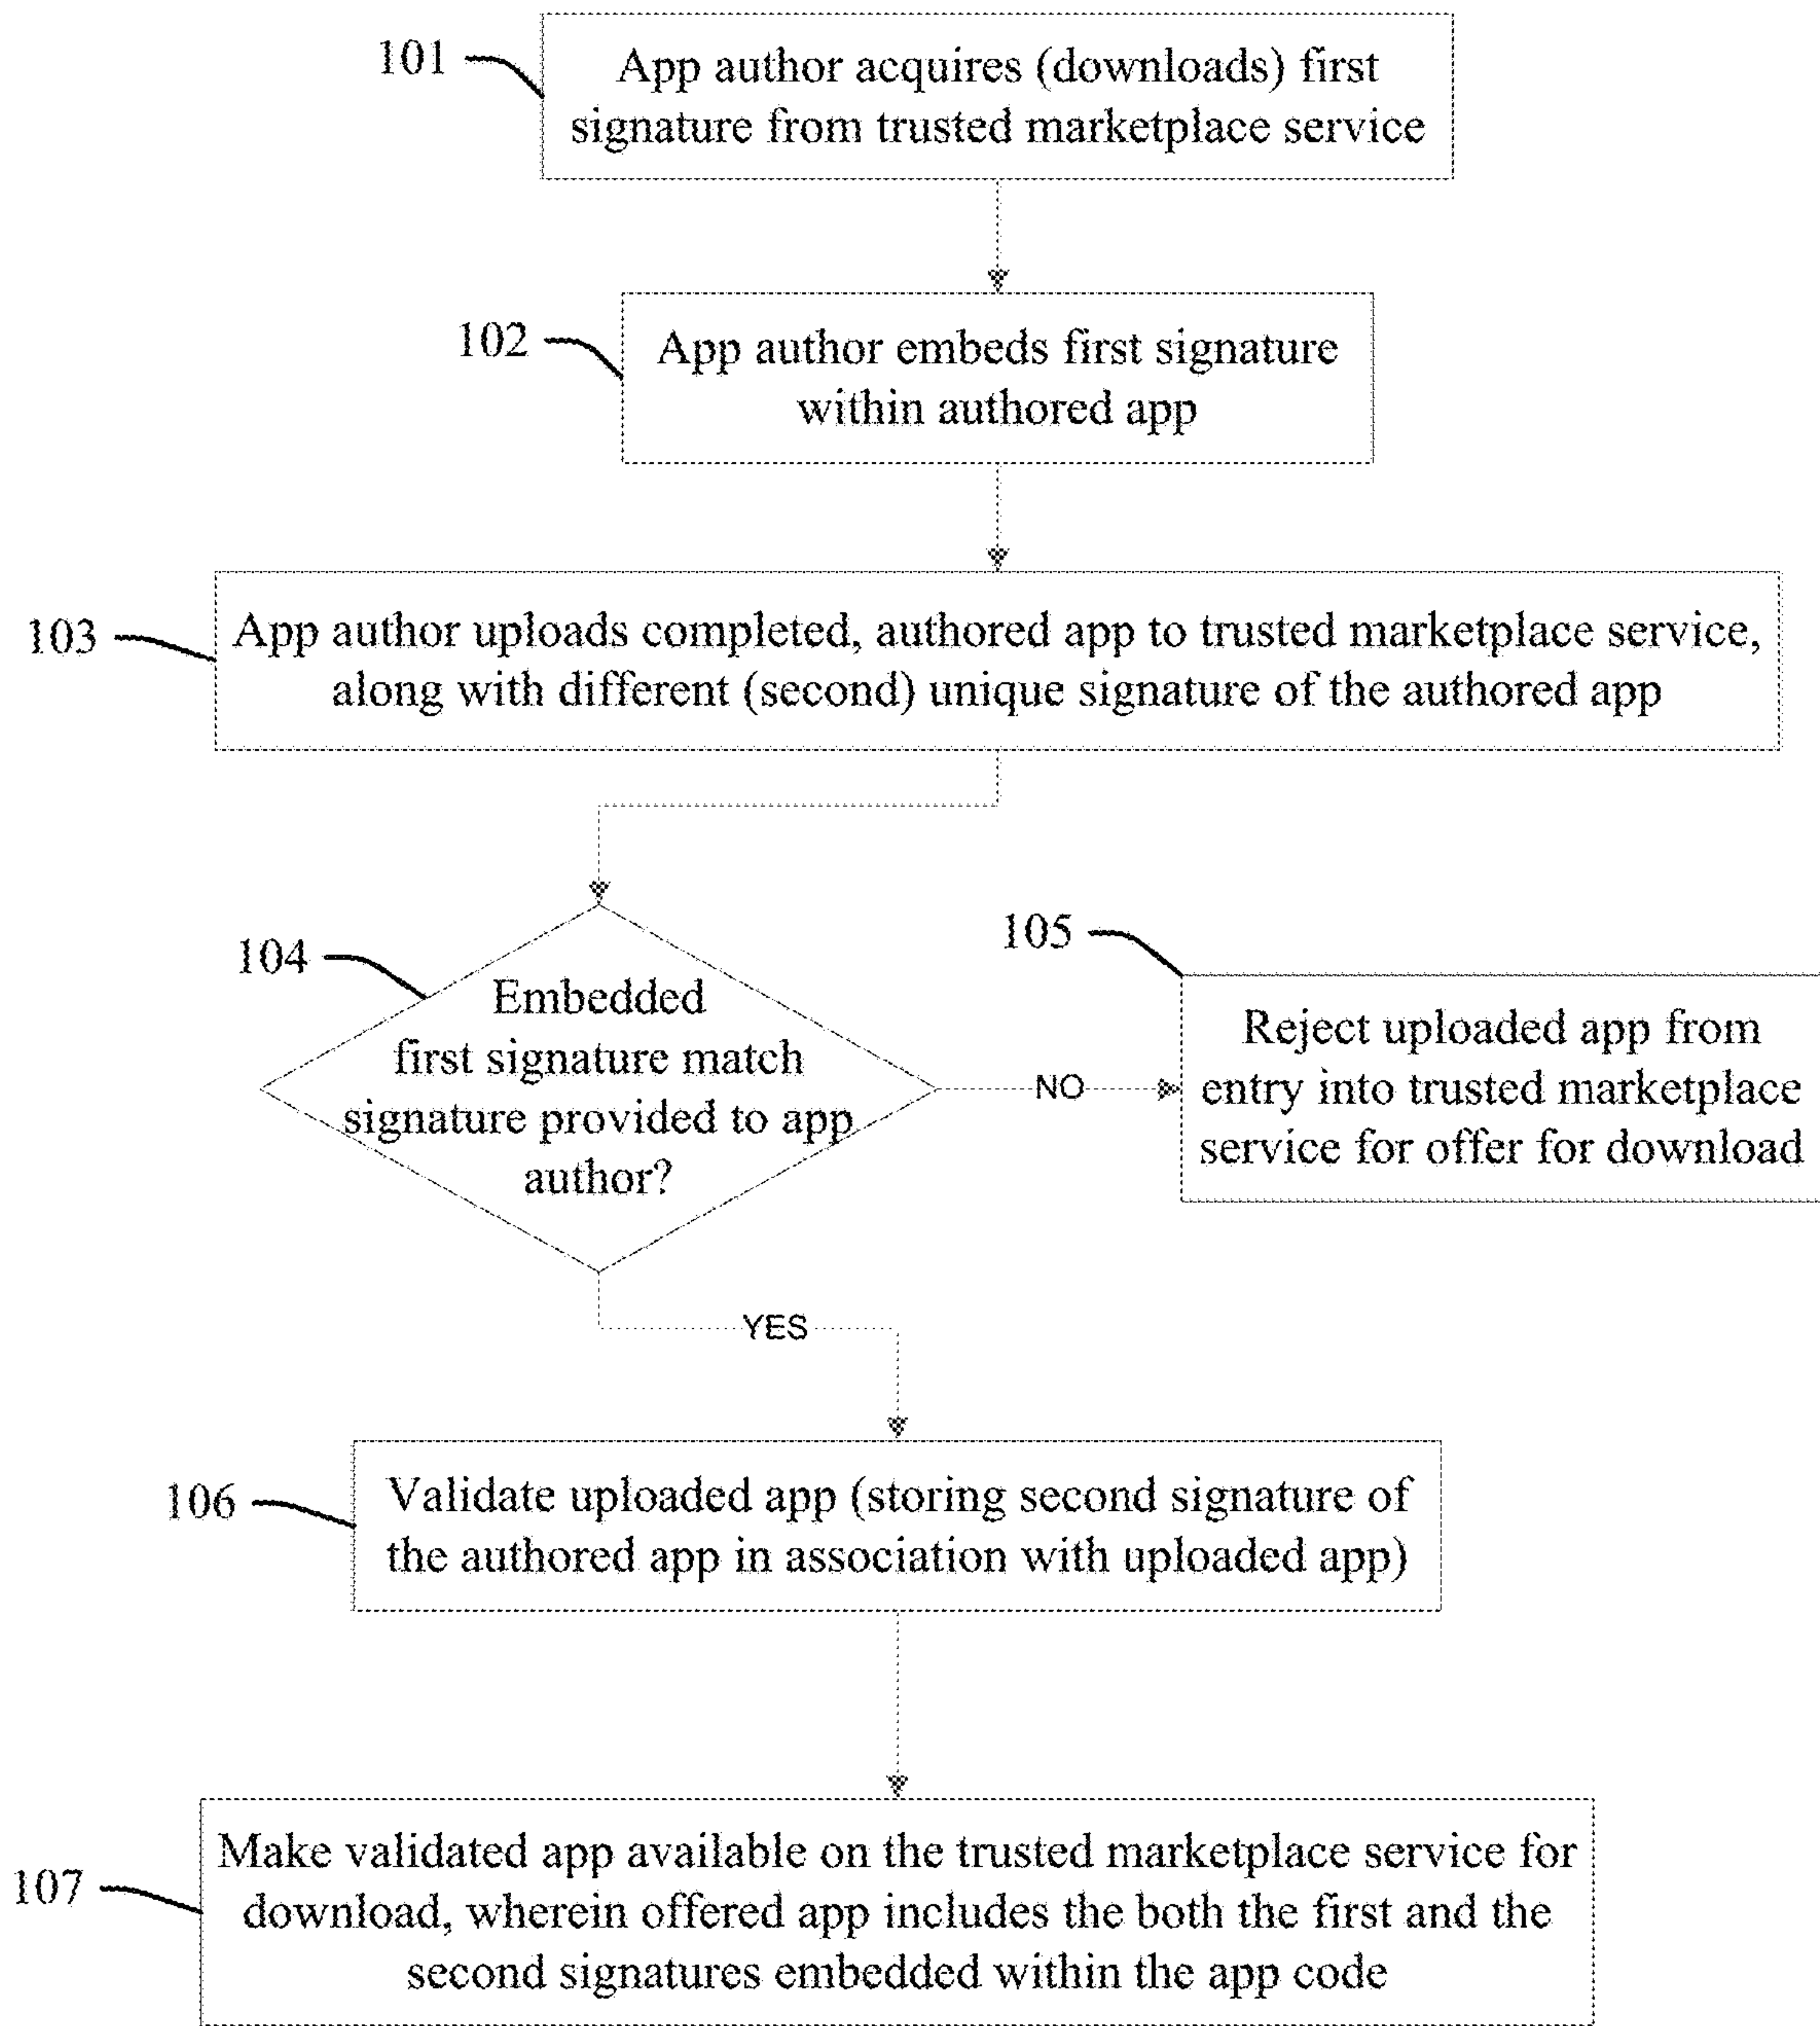 101
App author acquires (downloads) first
signature from trusted marketplace service
102
App author embeds first signature
within authored app
103
App author uploads completed, authored app to trusted marketplace service,
along with different (second) unique signature of the authored app
104
Embedded
first signature match
signature provided to app
author?
NO
105
Reject uploaded app from
entry into trusted marketplace
service for offer for download
YES
106
Validate uploaded app (storing second signature of
the authored app in association with uploaded app)
107
Make validated app available on the trusted marketplace service for
download, wherein offered app includes the both the first and the
second signatures embedded within the app code